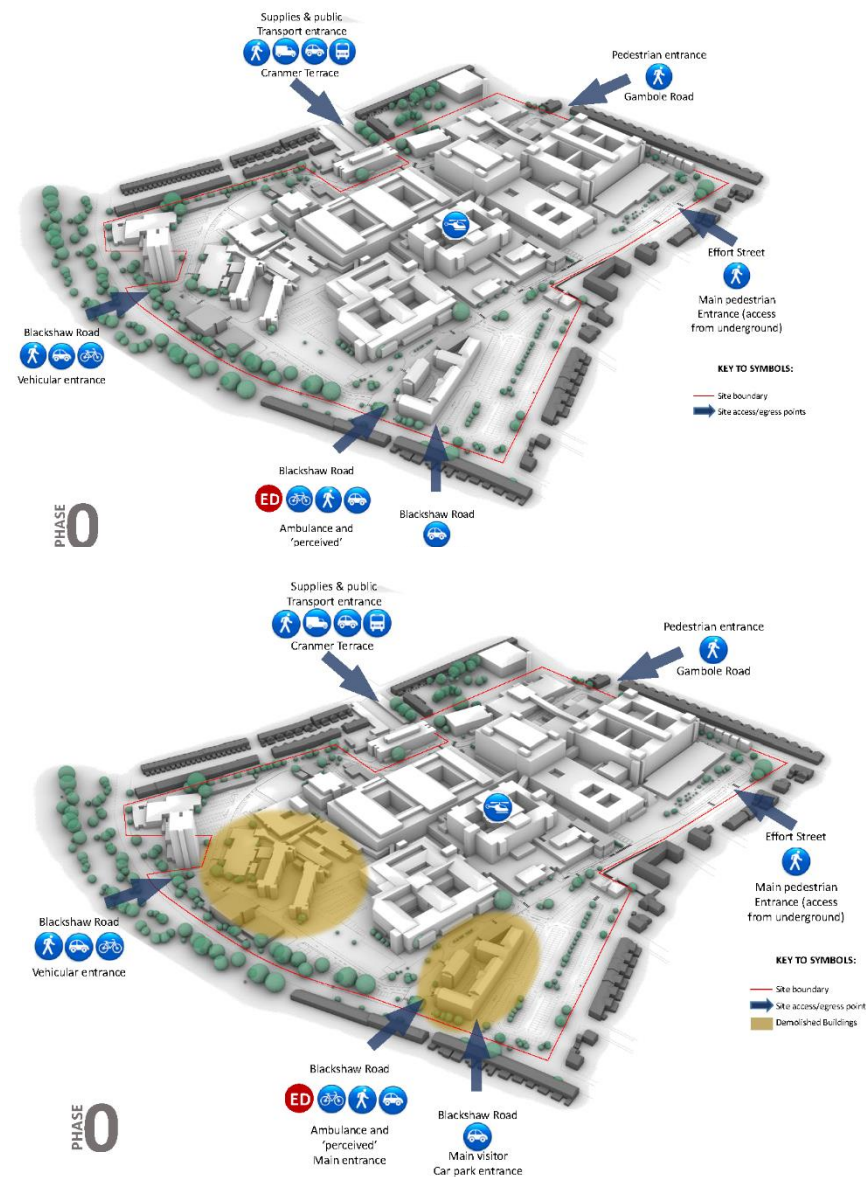 Supplies & public
Transport entrance
Cranmer Terrace
Pedestrian entrance
Gambole Road
Effort Street
Main pedestrian
Entrance (access
from underground)
Blackshaw Road
Vehicular entrance
KEY TO SYMBOLS:
Site boundary
Site access/egress points
Blackshaw Road
ED
Ambulance and
'perceived'
Blackshaw Road
PHASE 0
Supplies & public
Transport entrance
Cranmer Terrace
Pedestrian entrance
Gambole Road
Effort Street
Main pedestrian
Entrance (access
from underground)
Blackshaw Road
Vehicular entrance
KEY TO SYMBOLS:
Site boundary
Site access/egress point
Demolished Buildings
Blackshaw Road
ED
Ambulance and
'perceived'
Main entrance
Blackshaw Road
Main visitor
Car park entrance
PHASE 0